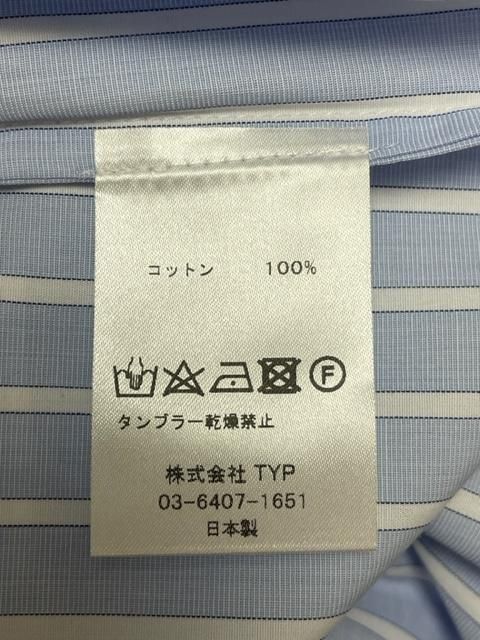 コットン 100%
F
タンブラー乾燥禁止
株式会社 TYP
03-6407-1651
日本製